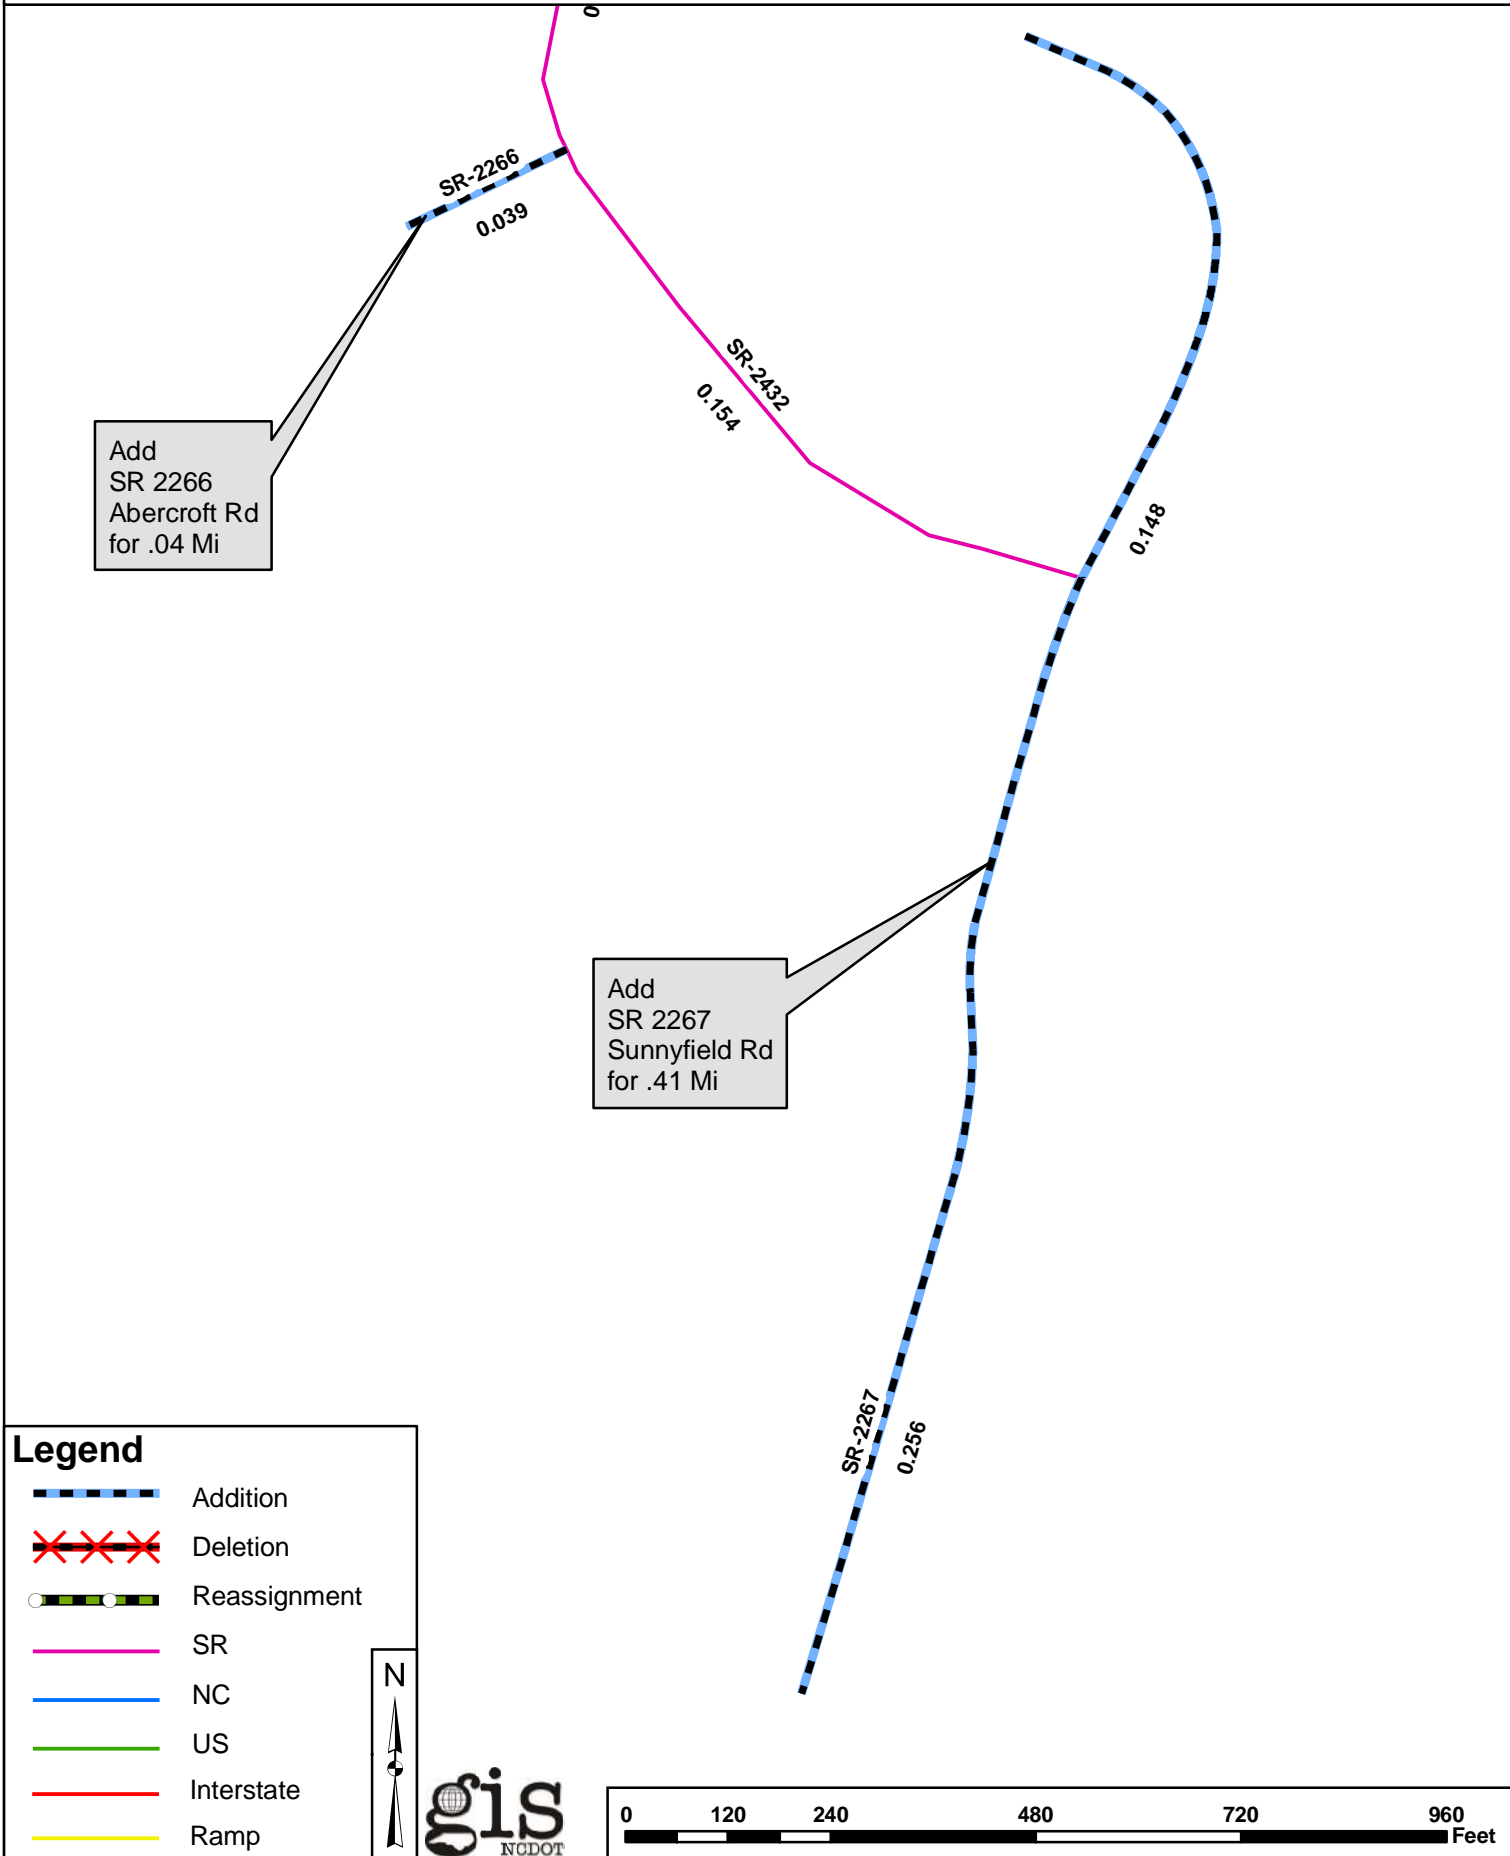 0
SR-2266
0.039
SR-2432
0.154
Add
SR 2266
Abercroft Rd
for .04 Mi
0.148
Add
SR 2267
Sunnyfield Rd
for .41 Mi
SR-2267
0.256
Legend
Addition
Deletion
Reassignment
SR
NC
US
Interstate
Ramp
N
gis
NCDOT
0 120 240 480 720 960
Feet